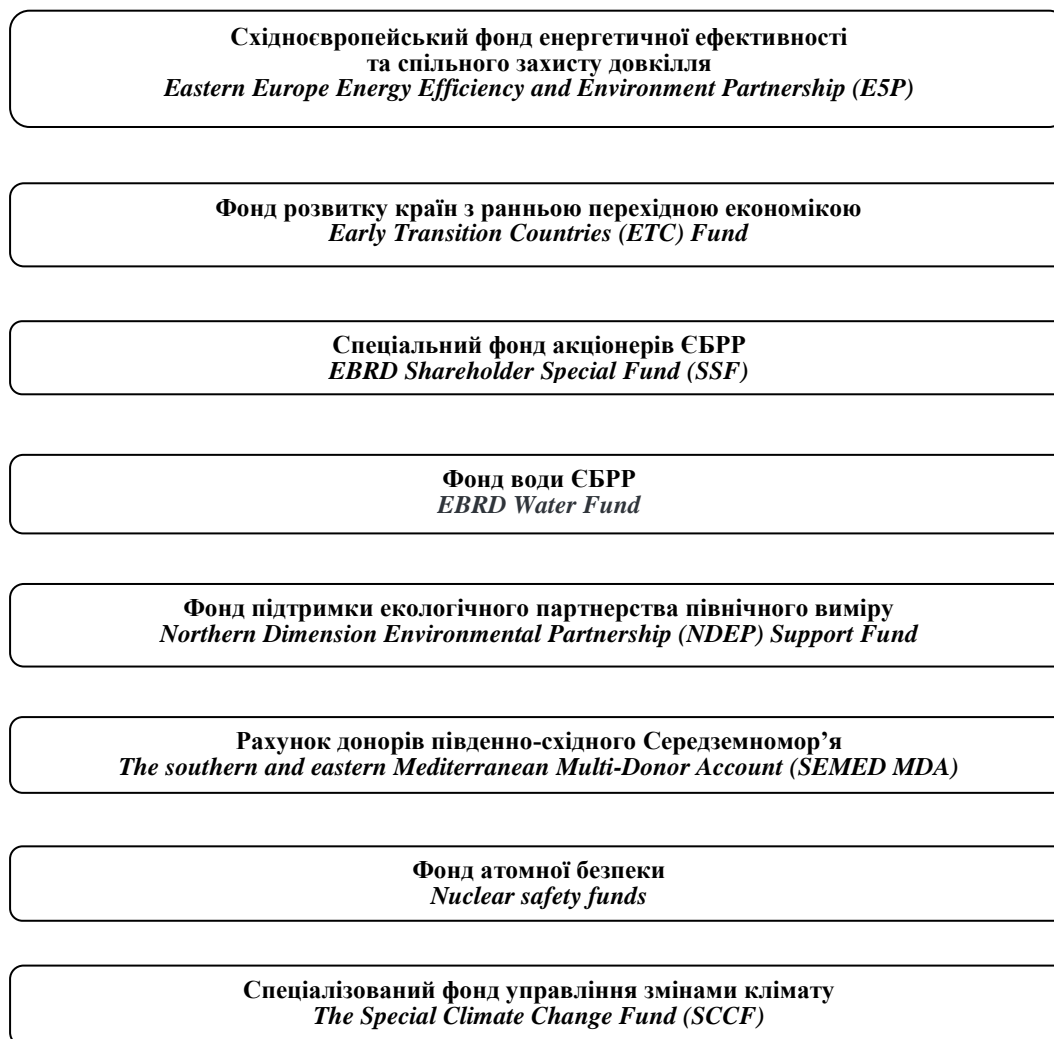 Східноєвропейський фонд енергетичної ефективності
та спільного захисту довкілля
Eastern Europe Energy Efficiency and Environment Partnership (E5P)
Фонд розвитку країн з ранньою перехідною економікою
Early Transition Countries (ETC) Fund
Спеціальний фонд акціонерів ЄБРР
EBRD Shareholder Special Fund (SSF)
Фонд води ЄБРР
EBRD Water Fund
Фонд підтримки екологічного партнерства північного виміру
Northern Dimension Environmental Partnership (NDEP) Support Fund
Рахунок донорів південно-східного Середземномор’я
The southern and eastern Mediterranean Multi-Donor Account (SEMED MDA)
Фонд атомної безпеки
Nuclear safety funds
Спеціалізований фонд управління змінами клімату
The Special Climate Change Fund (SCCF)